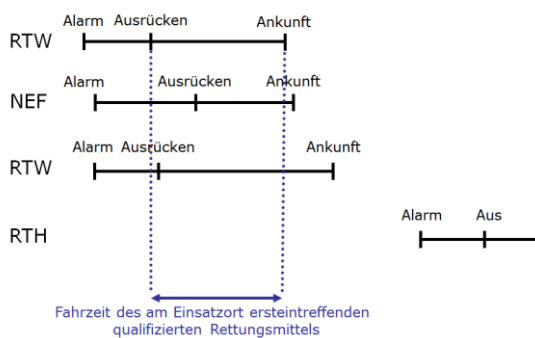 Alarm Ausrücken Ankunft
RTW
Ausrücken Ankunft
Alarm
NEF
Alarm Ausrücken Ankunft
RTW
RTH
Alarm Aus
Fahrzeit des am Einsatzort ersteintreffenden
qualifizierten Rettungsmittels